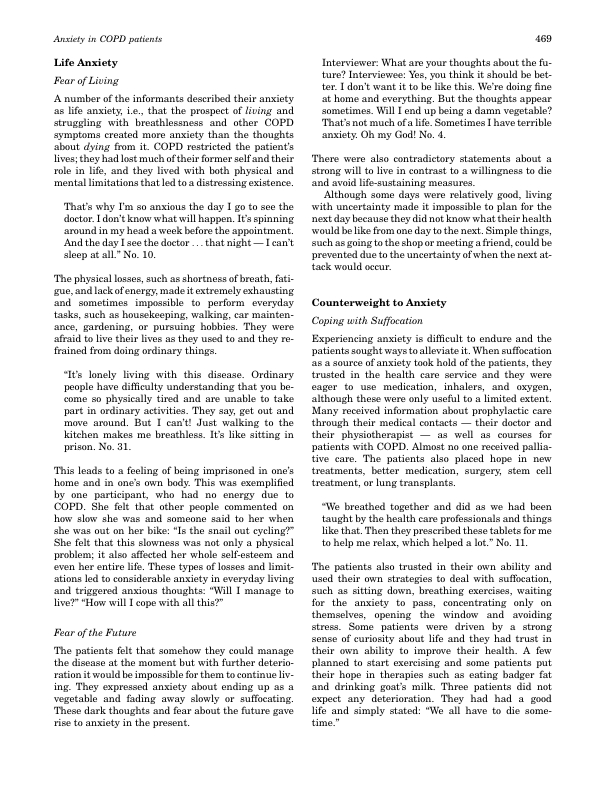 Anxiety in COPD patients
469
Life Anxiety
Fear of Living
A number of the informants described their anxiety
as life anxiety, i.e., that the prospect of living and
struggling with breathlessness and other COPD
symptoms created more anxiety than the thoughts
about dying from it. COPD restricted the patient's
lives; they had lost much of their former self and their
role in life, and they lived with both physical and
mental limitations that led to a distressing existence.
That's why I'm so anxious the day I go to see the
doctor. I don't know what will happen. It's spinning
around in my head a week before the appointment.
And the day I see the doctor . . . that night — I can't
sleep at all." No. 10.
The physical losses, such as shortness of breath, fati-
gue, and lack of energy, made it extremely exhausting
and sometimes impossible to perform everyday
tasks, such as housekeeping, walking, car mainten-
ance, gardening, or pursuing hobbies. They were
afraid to live their lives as they used to and they re-
frained from doing ordinary things.
"It's lonely living with this disease. Ordinary
people have difficulty understanding that you be-
come so physically tired and are unable to take
part in ordinary activities. They say, get out and
move around. But I can't! Just walking to the
kitchen makes me breathless. It's like sitting in
prison. No. 31.
This leads to a feeling of being imprisoned in one's
home and in one's own body. This was exemplified
by one participant, who had no energy due to
COPD. She felt that other people commented on
how slow she was and someone said to her when
she was out on her bike: "Is the snail out cycling?"
She felt that this slowness was not only a physical
problem; it also affected her whole self-esteem and
even her entire life. These types of losses and limit-
ations led to considerable anxiety in everyday living
and triggered anxious thoughts: "Will I manage to
live?" "How will I cope with all this?"
Fear of the Future
The patients felt that somehow they could manage
the disease at the moment but with further deterio-
ration it would be impossible for them to continue liv-
ing. They expressed anxiety about ending up as a
vegetable and fading away slowly or suffocating.
These dark thoughts and fear about the future gave
rise to anxiety in the present.
Interviewer: What are your thoughts about the fu-
ture? Interviewee: Yes, you think it should be bet-
ter. I don't want it to be like this. We're doing fine
at home and everything. But the thoughts appear
sometimes. Will I end up being a damn vegetable?
That's not much of a life. Sometimes I have terrible
anxiety. Oh my God! No. 4.
There were also contradictory statements about a
strong will to live in contrast to a willingness to die
and avoid life-sustaining measures.
Although some days were relatively good, living
with uncertainty made it impossible to plan for the
next day because they did not know what their health
would be like from one day to the next. Simple things,
such as going to the shop or meeting a friend, could be
prevented due to the uncertainty of when the next at-
tack would occur.
Counterweight to Anxiety
Coping with Suffocation
Experiencing anxiety is difficult to endure and the
patients sought ways to alleviate it. When suffocation
as a source of anxiety took hold of the patients, they
trusted in the health care service and they were
eager to use medication, inhalers, and oxygen,
although these were only useful to a limited extent.
Many received information about prophylactic care
through their medical contacts — their doctor and
their physiotherapist — as well as courses for
patients with COPD. Almost no one received pallia-
tive care. The patients also placed hope in new
treatments, better medication, surgery, stem cell
treatment, or lung transplants.
"We breathed together and did as we had been
taught by the health care professionals and things
like that. Then they prescribed these tablets for me
to help me relax, which helped a lot." No. 11.
The patients also trusted in their own ability and
used their own strategies to deal with suffocation,
such as sitting down, breathing exercises, waiting
for the anxiety to pass, concentrating only on
themselves, opening the window and avoiding
stress. Some patients were driven by a strong
sense of curiosity about life and they had trust in
their own ability to improve their health. A few
planned to start exercising and some patients put
their hope in therapies such as eating badger fat
and drinking goat's milk. Three patients did not
expect any deterioration. They had had a good
life and simply stated: "We all have to die some-
time."